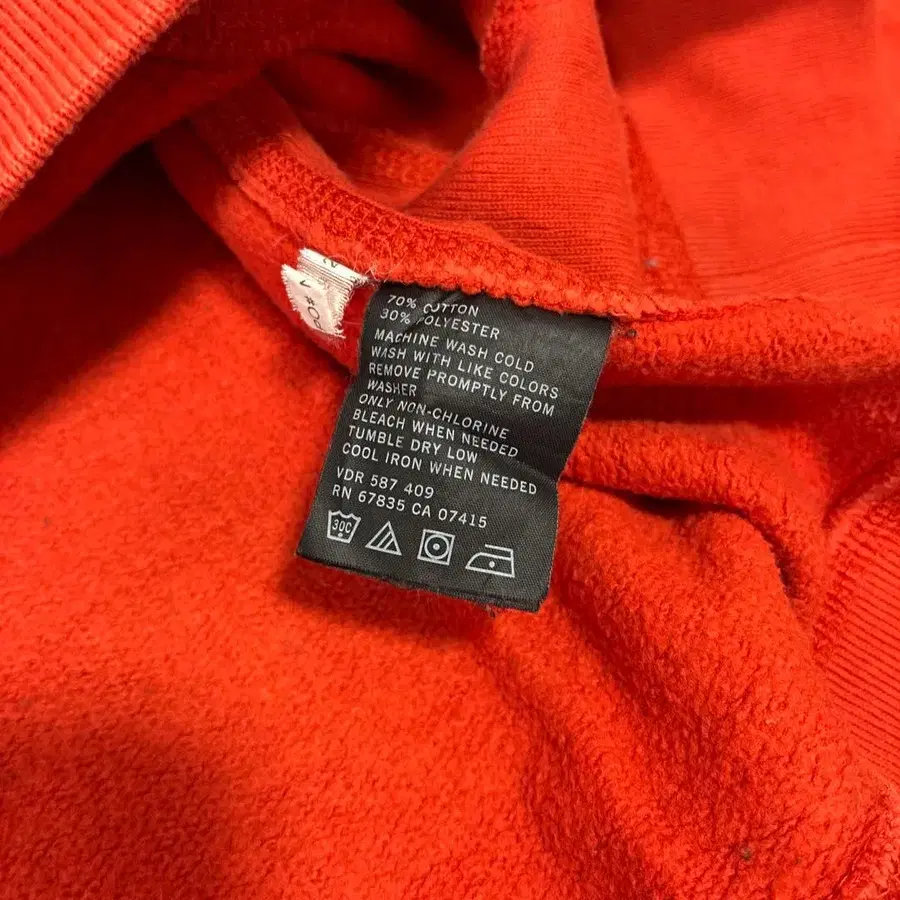 70% COTTON
30% POLYESTER
MACHINE WASH COLD
WASH WITH LIKE COLORS
REMOVE PROMPTLY FROM
WASHER
ONLY NON-CHLORINE
BLEACH WHEN NEEDED
TUMBLE DRY LOW
COOL IRON WHEN NEEDED
VDR 587 409
RN 67835 CA 07415
30C